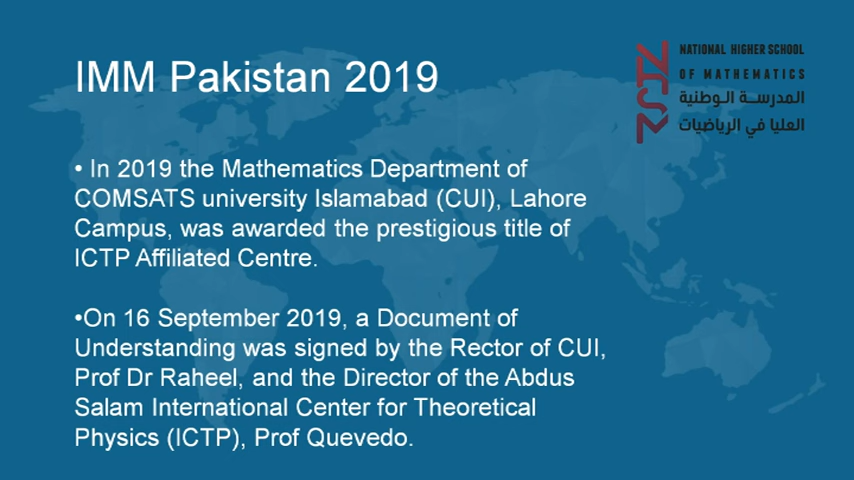 IMM Pakistan 2019
NATIONAL HIGHER SCHOOL
OF MATHEMATICS
المدرسة الوطنية
العليا في الرياضيات
• In 2019 the Mathematics Department of
COMSATS university Islamabad (CUI), Lahore
Campus, was awarded the prestigious title of
ICTP Affiliated Centre.
•On 16 September 2019, a Document of
Understanding was signed by the Rector of CUI,
Prof Dr Raheel, and the Director of the Abdus
Salam International Center for Theoretical
Physics (ICTP), Prof Quevedo.